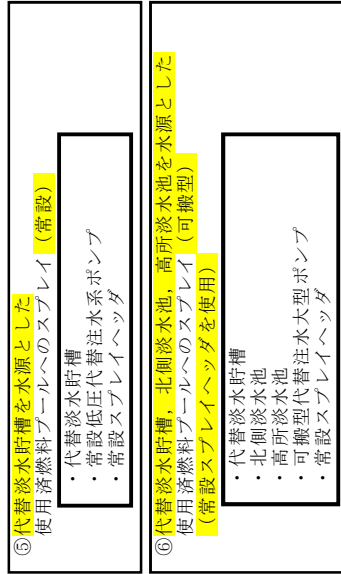 ⑤代替淡水貯槽を水源とした
使用済燃料プールへのスプレイ（常設）
・代替淡水貯槽
・常設低圧代替注水系ポンプ
・常設スプレイヘッダ
⑥代替淡水貯槽，北側淡水池，高所淡水池を水源とした
使用済燃料プールへのスプレイ（可搬型）
（常設スプレイヘッダを使用）
・代替淡水貯槽
・北側淡水池
・高所淡水池
・可搬型代替注水大型ポンプ
・常設スプレイヘッダ